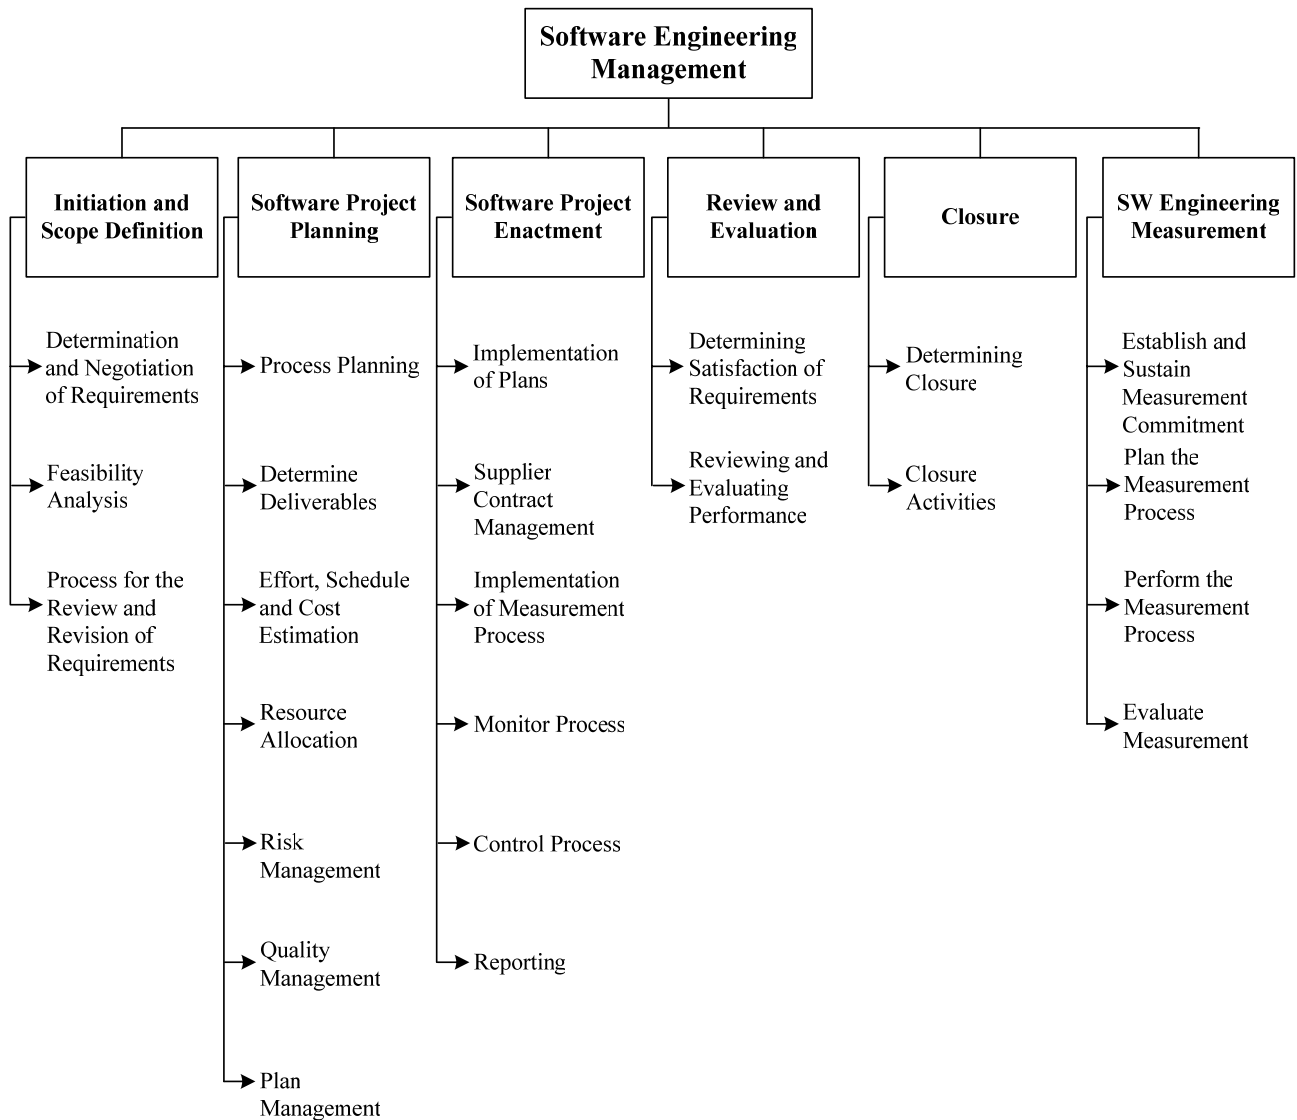 Software Engineering
Management
Initiation and
Scope Definition
Software Project
Planning
Software Project
Enactment
Review and
Evaluation
Closure
SW Engineering
Measurement
Determination
and Negotiation
of Requirements
Feasibility
Analysis
Process for the
Review and
Revision of
Requirements
Process Planning
Determine
Deliverables
Effort, Schedule
and Cost
Estimation
Resource
Allocation
Risk
Management
Quality
Management
Plan
Management
Implementation
of Plans
Supplier
Contract
Management
Implementation
of Measurement
Process
Monitor Process
Control Process
Reporting
Determining
Satisfaction of
Requirements
Reviewing and
Evaluating
Performance
Determining
Closure
Closure
Activities
Establish and
Sustain
Measurement
Commitment
Plan the
Measurement
Process
Perform the
Measurement
Process
Evaluate
Measurement